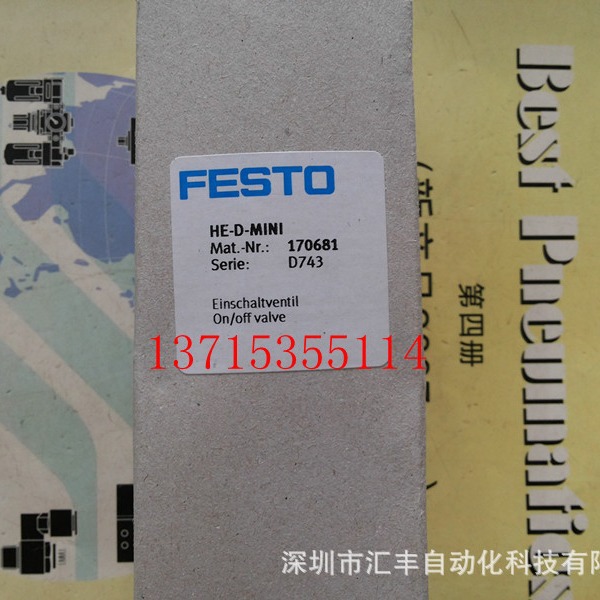 FESTO
HE-D-MINI
Mat.-Nr.: 170681
Serie: D743
Einschaltventil
On/off valve
13715355114
Best Pneumatics
第四册
深圳市汇丰自动化科技有限